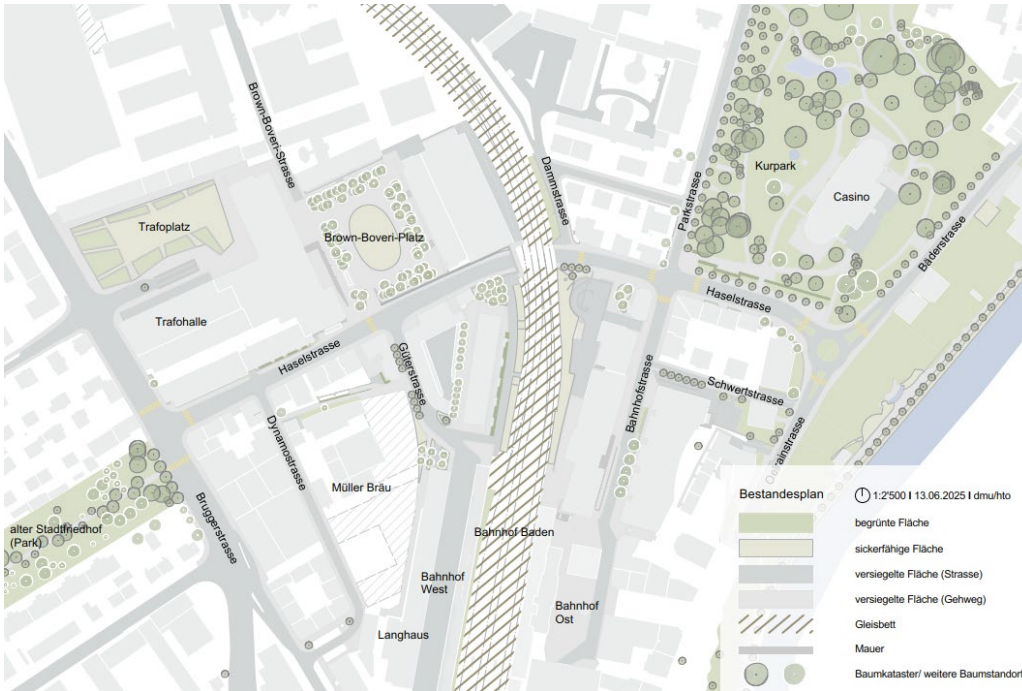 Brown-Boveri-Strasse
Dammstrasse
Parkstrasse
Kurpark
Casino
Bäderstrasse
Trafoplatz
Brown-Boveri-Platz
Trafohalle
Haselstrasse
Haselstrasse
Güterstrasse
Bahnhofstrasse
Schwertstrasse
rainstrasse
Dynamostrasse
Müller Bräu
Bruggerstrasse
alter Stadtfriedhof
(Park)
Bahnhof Baden
Bahnhof
West
Bahnhof
Ost
Langhaus
Bestandesplan
1:2'500 I 13.06.2025 I dmu/hto
begrünte Fläche
sickerfähige Fläche
versiegelte Fläche (Strasse)
versiegelte Fläche (Gehweg)
Gleisbett
Mauer
Baumkataster/ weitere Baumstandort